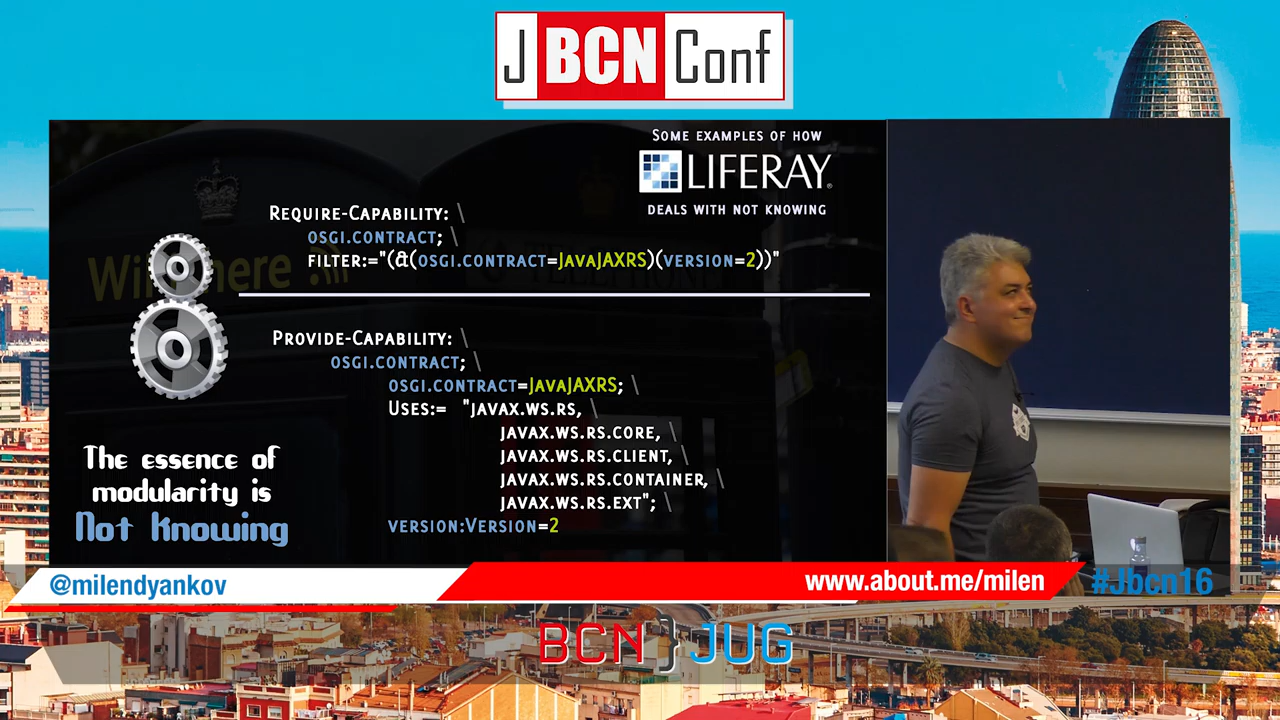 J BCN Conf
SOME EXAMPLES OF HOW
LIFERAY
DEALS WITH NOT KNOWING
REQUIRE-CAPABILITY: \
OSGI.CONTRACT; \
FILTER:="(&(OSGI.CONTRACT=JAVAJAXRS)(VERSION=2))"
PROVIDE-CAPABILITY: \
OSGI.CONTRACT; \
OSGI.CONTRACT=JAVAJAXRS; \
USES:= "JAVAX.WS.RS, \
JAVAX.WS.RS.CORE, \
JAVAX.WS.RS.CLIENT, \
JAVAX.WS.RS.CONTAINER, \
JAVAX.WS.RS.EXT"; \
VERSION:VERSION=2
The essence of
modularity is
Not Knowing
@milendyankov
www.about.me/milen
#Jbcn16
BCN JUG